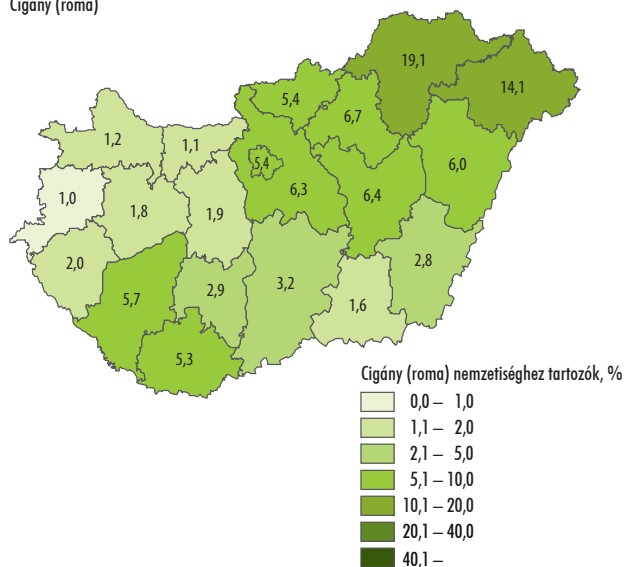 Cigány (roma)
19,1
14,1
5,4
6,7
1,2
1,1
5,4
6,0
6,3
6,4
1,0
1,8
1,9
2,0
2,9
3,2
2,8
5,7
1,6
5,3
Cigány (roma) nemzetiséghez tartozók, %
0,0 – 1,0
1,1 – 2,0
2,1 – 5,0
5,1 – 10,0
10,1 – 20,0
20,1 – 40,0
40,1 –